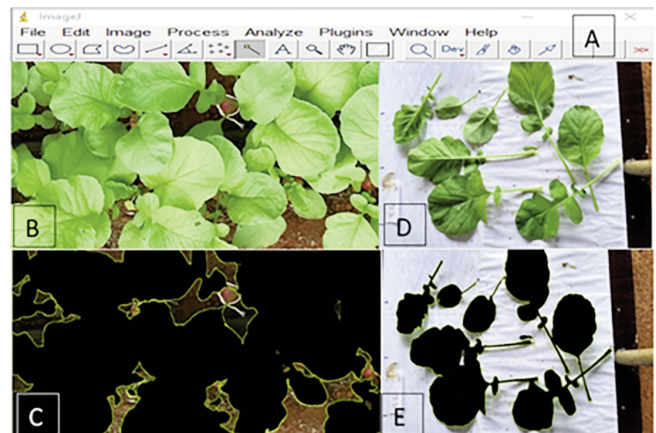 ImageJ
A
File Edit Image Process Analyze Plugins Window Help
A Dev >>
B
D
C
E